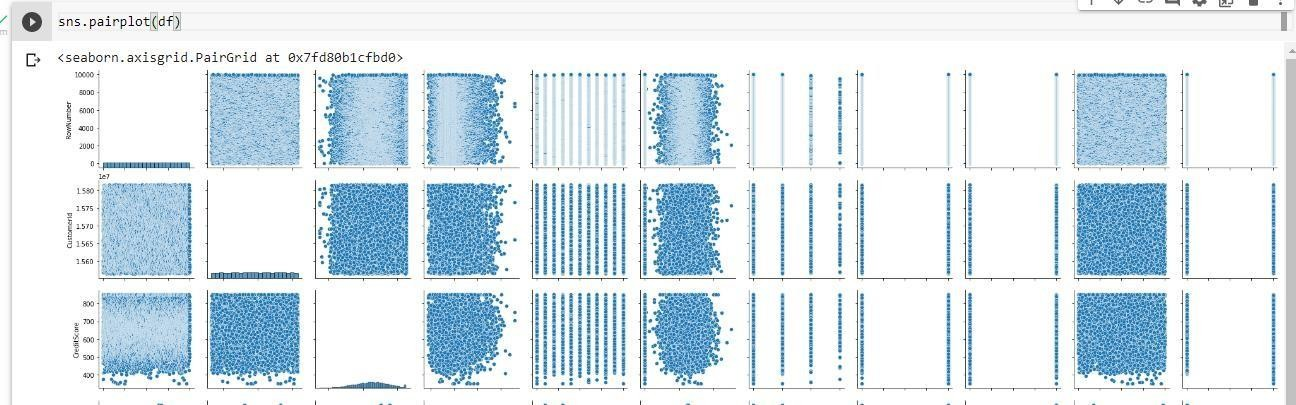 sns.pairplot(df)
<seaborn.axisgrid.PairGrid at 0x7fd80b1cfbd0>
10000
8000
6000
4000
2000
0
RowNumber
1e7
1.580
1.575
1.570
1.565
1.560
CustomerId
800
700
600
500
400
CreditScore